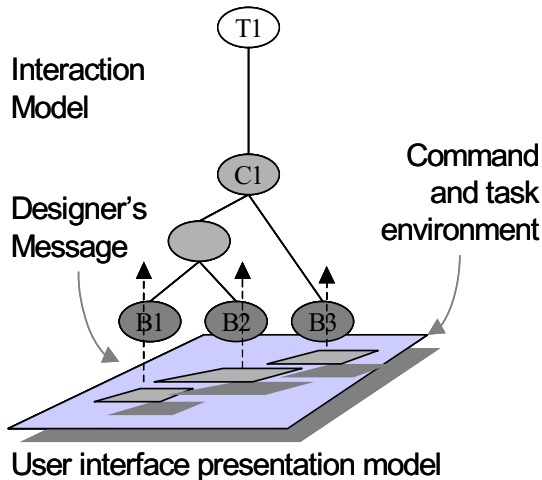 T1
Interaction
Model
C1
Command
and task
environment
Designer's
Message
B1
B2
B3
User interface presentation model